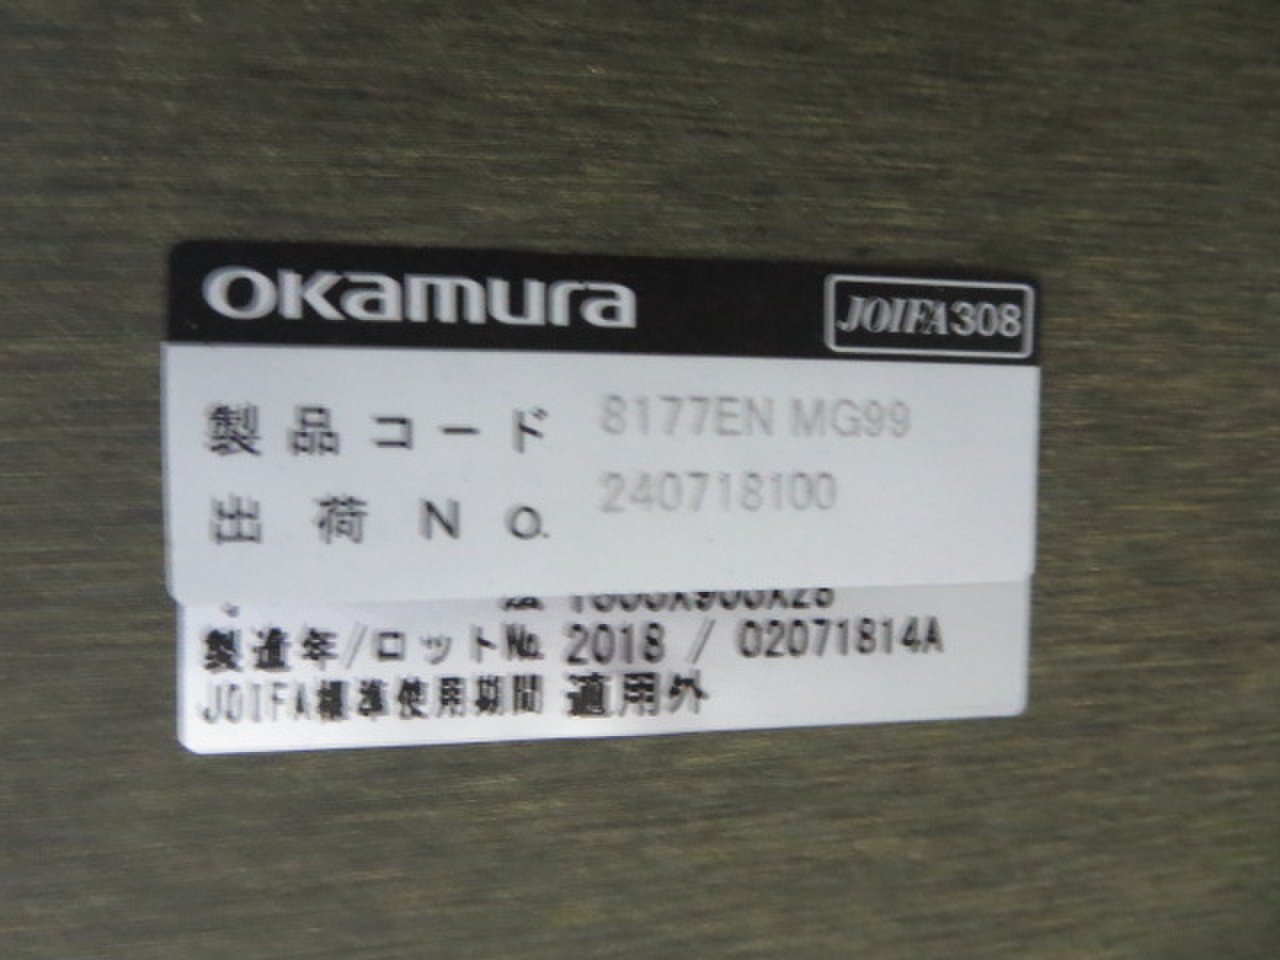 okamura
JOIFA308
製品コード 8177EN MG99
出荷No. 240718100
製造年/ロット№ 2018 / 02071814A
JOIFA標準使用期間 適用外